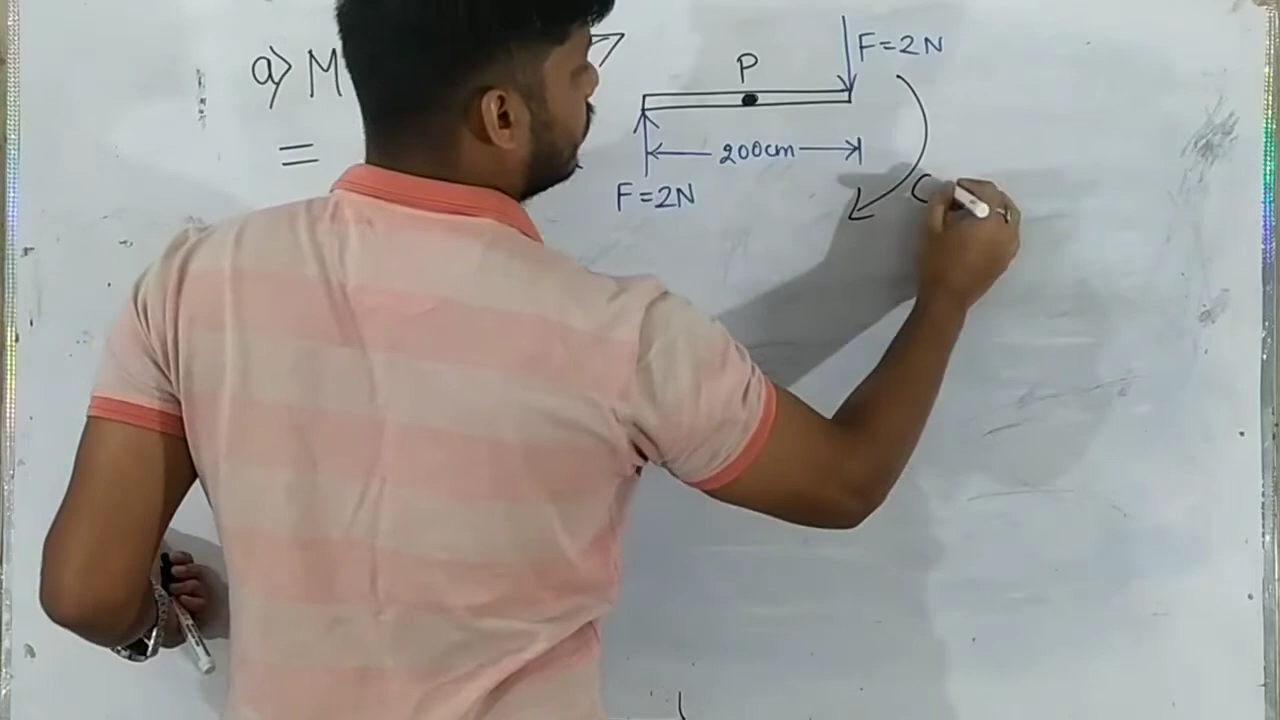 a) M
=
P
F=2N
200cm
F=2N
C